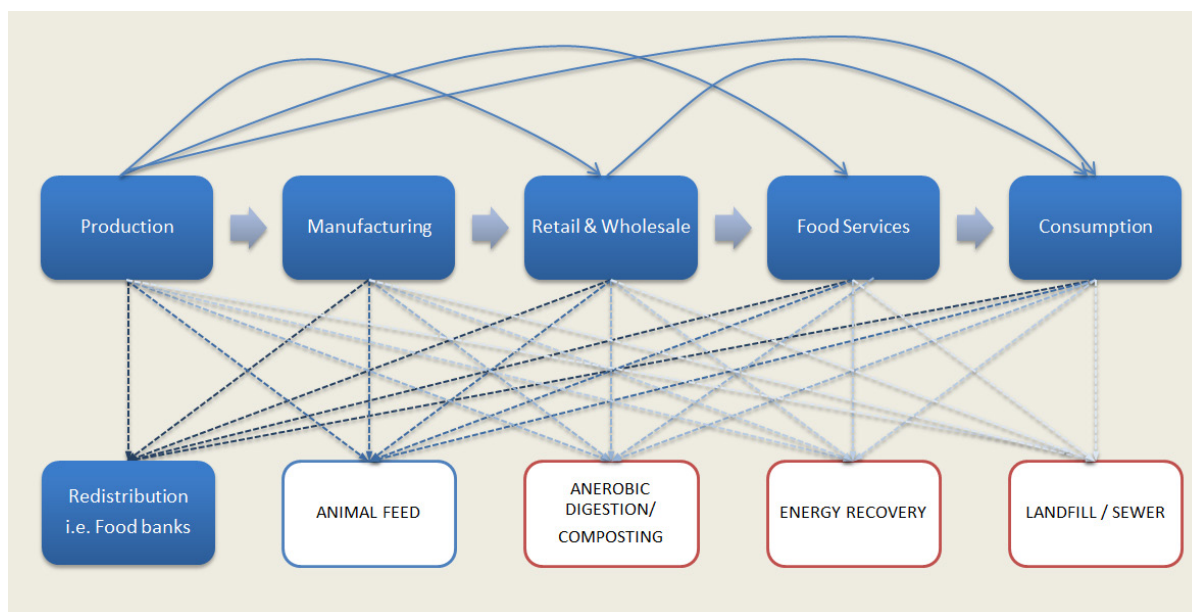 Production
Manufacturing
Retail & Wholesale
Food Services
Consumption
Redistribution
i.e. Food banks
ANIMAL FEED
ANEROBIC
DIGESTION/
COMPOSTING
ENERGY RECOVERY
LANDFILL / SEWER